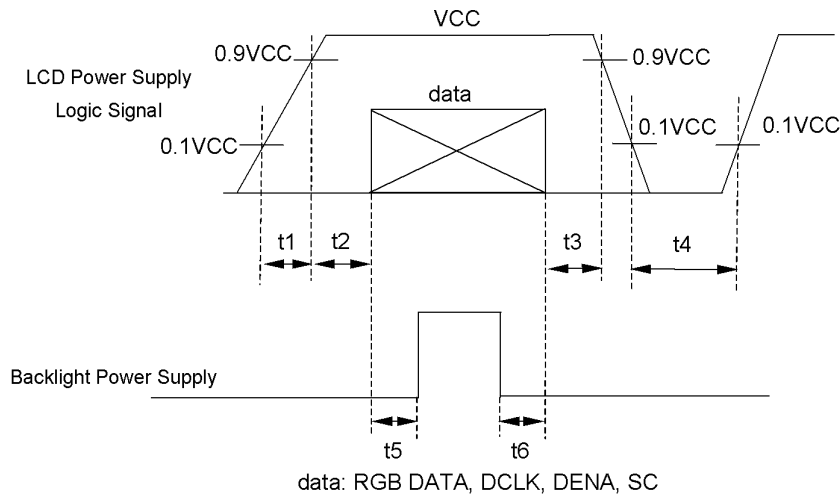 VCC
0.9VCC
0.9VCC
LCD Power Supply
Logic Signal
data
0.1VCC
0.1VCC
0.1VCC
t1
t2
t3
t4
Backlight Power Supply
t5
t6
data: RGB DATA, DCLK, DENA, SC